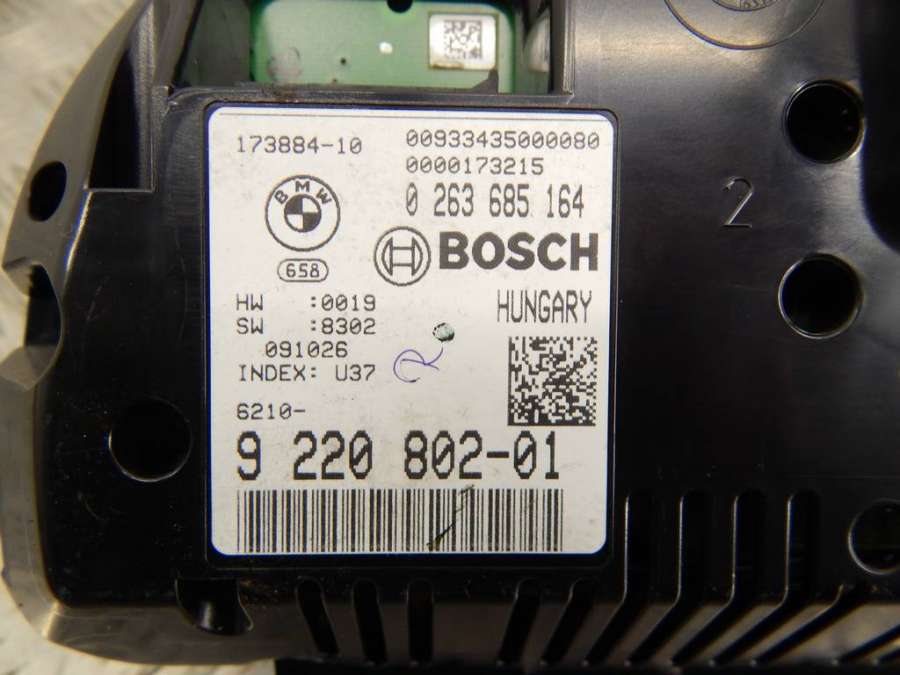 173884-10
00933435000080
0000173215
0 263 685 164
BMW
658
BOSCH
HW :0019
SW :8302
091026
INDEX: U37
HUNGARY
6210-
9 220 802-01
2